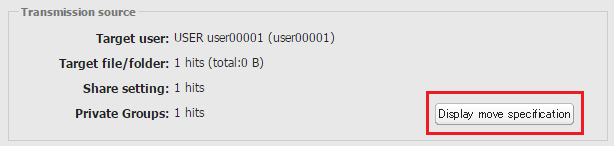 Transmission source
Target user: USER user00001 (user00001)
Target file/folder: 1 hits (total:0 B)
Share setting: 1 hits
Private Groups: 1 hits
Display move specification